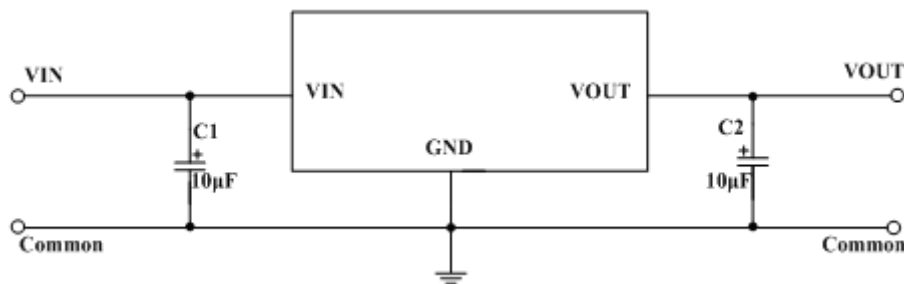 VIN
VOUT
VIN
VOUT
C1
+
C2
+
GND
10μF
10μF
Common
Common